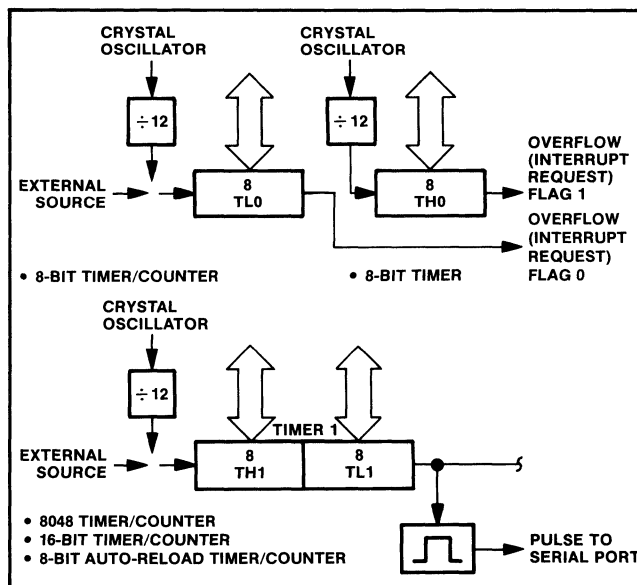 CRYSTAL
OSCILLATOR
CRYSTAL
OSCILLATOR
÷12
÷12
EXTERNAL
SOURCE
8
TL0
8
TH0
OVERFLOW
(INTERRUPT
REQUEST)
FLAG 1
OVERFLOW
(INTERRUPT
REQUEST)
FLAG 0
• 8-BIT TIMER/COUNTER
• 8-BIT TIMER
CRYSTAL
OSCILLATOR
÷12
TIMER 1
EXTERNAL
SOURCE
8
TH1
8
TL1
• 8048 TIMER/COUNTER
• 16-BIT TIMER/COUNTER
• 8-BIT AUTO-RELOAD TIMER/COUNTER
PULSE TO
SERIAL PORT